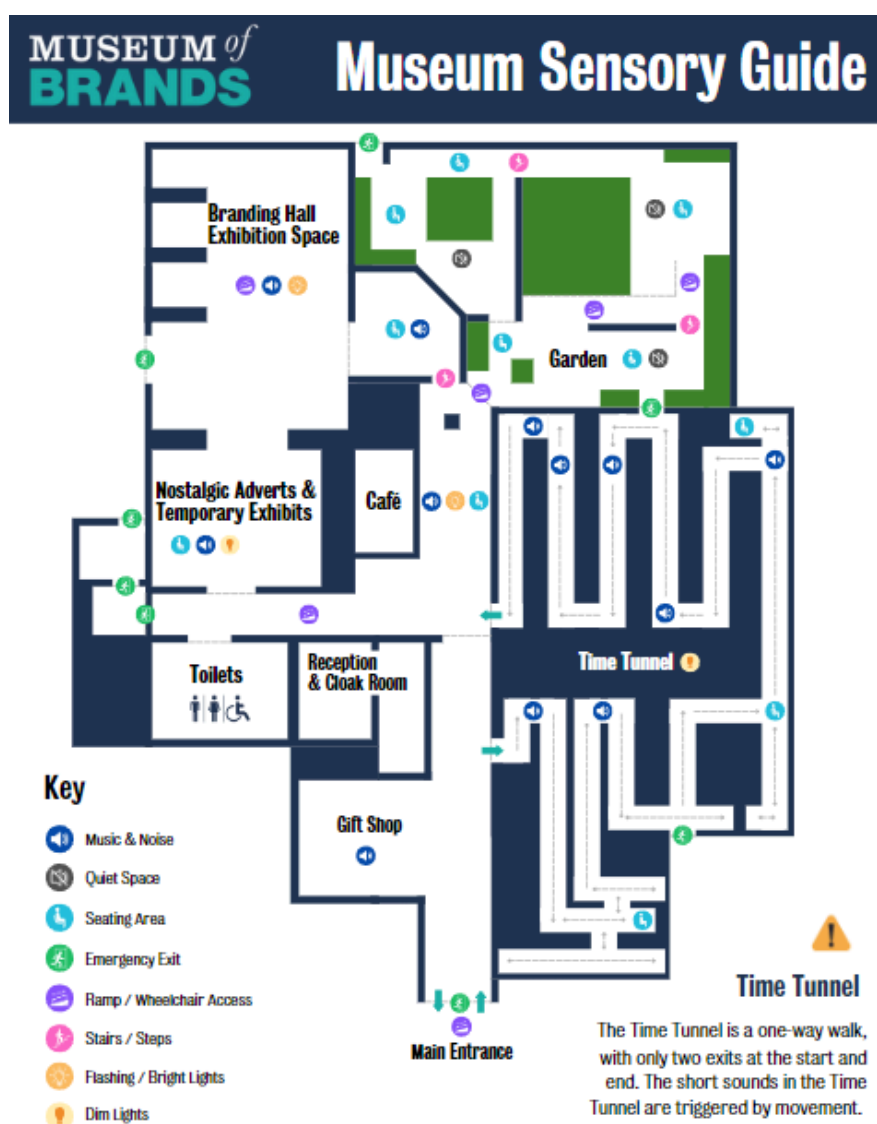 MUSEUM of
BRANDS
Museum Sensory Guide
Branding Hall
Exhibition Space
Garden
Nostalgic Adverts &
Temporary Exhibits
Café
Time Tunnel
Toilets
Reception
& Cloak Room
Gift Shop
Main Entrance
Key
Music & Noise
Quiet Space
Seating Area
Emergency Exit
Ramp / Wheelchair Access
Stairs / Steps
Flashing / Bright Lights
Dim Lights
Time Tunnel
The Time Tunnel is a one-way walk,
with only two exits at the start and
end. The short sounds in the Time
Tunnel are triggered by movement.